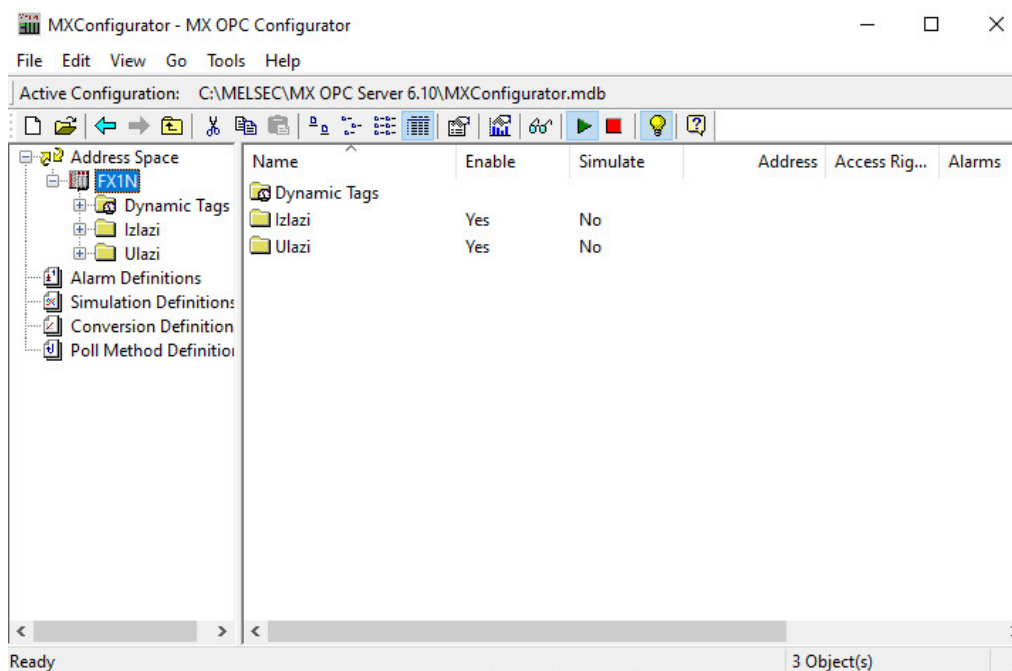 MXConfigurator - MX OPC Configurator
File Edit View Go Tools Help
Active Configuration: C:\MELSEC\MX OPC Server 6.10\MXConfigurator.mdb
Address Space
FX1N
Dynamic Tags
Izlazi
Ulazi
Alarm Definitions
Simulation Definitions
Conversion Definition
Poll Method Definitio
Name Enable Simulate Address Access Rig... Alarms
Dynamic Tags
Izlazi Yes No
Ulazi Yes No
Ready 3 Object(s)